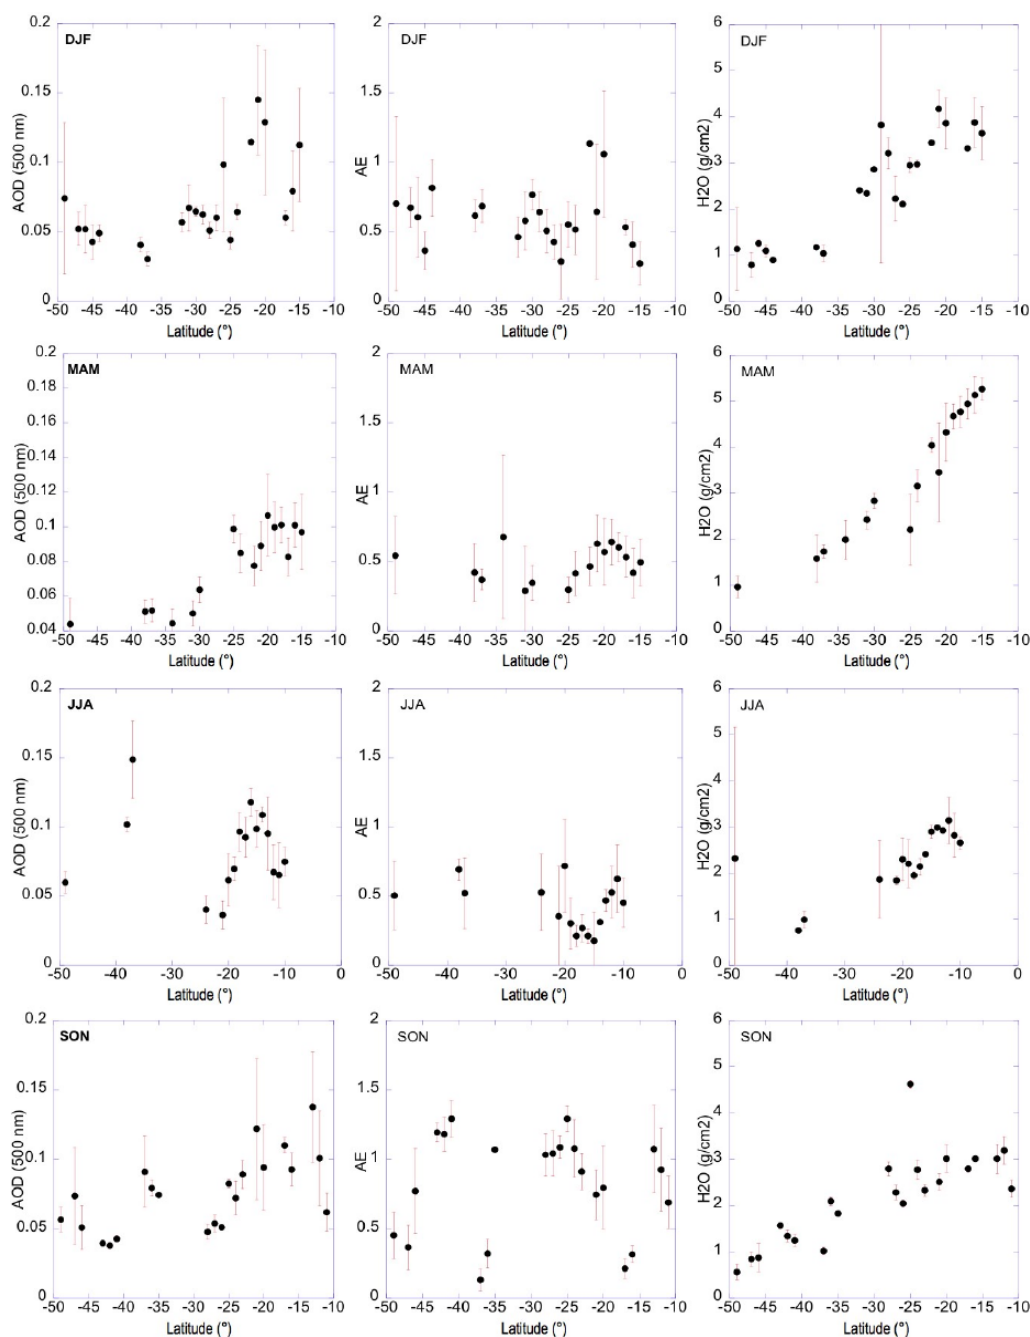 DJF
AOD (500 nm)
0.2
0.15
0.1
0.05
0
-50 -45 -40 -35 -30 -25 -20 -15 -10
Latitude (°)
DJF
AE
2
1.5
1
0.5
0
-50 -45 -40 -35 -30 -25 -20 -15 -10
Latitude (°)
DJF
H2O (g/cm2)
6
5
4
3
2
1
0
-50 -45 -40 -35 -30 -25 -20 -15 -10
Latitude (°)
MAM
AOD (500 nm)
0.2
0.18
0.16
0.14
0.12
0.1
0.08
0.06
0.04
-50 -45 -40 -35 -30 -25 -20 -15 -10
Latitude (°)
MAM
AE
2
1.5
1
0.5
0
-50 -45 -40 -35 -30 -25 -20 -15 -10
Latitude (°)
MAM
H2O (g/cm2)
6
5
4
3
2
1
0
-50 -45 -40 -35 -30 -25 -20 -15 -10
Latitude (°)
JJA
AOD (500 nm)
0.2
0.15
0.1
0.05
0
-50 -40 -30 -20 -10 0
Latitude (°)
JJA
AE
2
1.5
1
0.5
0
-50 -40 -30 -20 -10 0
Latitude (°)
JJA
H2O (g/cm2)
6
5
4
3
2
1
0
-50 -40 -30 -20 -10 0
Latitude (°)
SON
AOD (500 nm)
0.2
0.15
0.1
0.05
0
-50 -45 -40 -35 -30 -25 -20 -15 -10
Latitude (°)
SON
AE
2
1.5
1
0.5
0
-50 -45 -40 -35 -30 -25 -20 -15 -10
Latitude (°)
SON
H2O (g/cm2)
6
5
4
3
2
1
0
-50 -45 -40 -35 -30 -25 -20 -15 -10
Latitude (°)